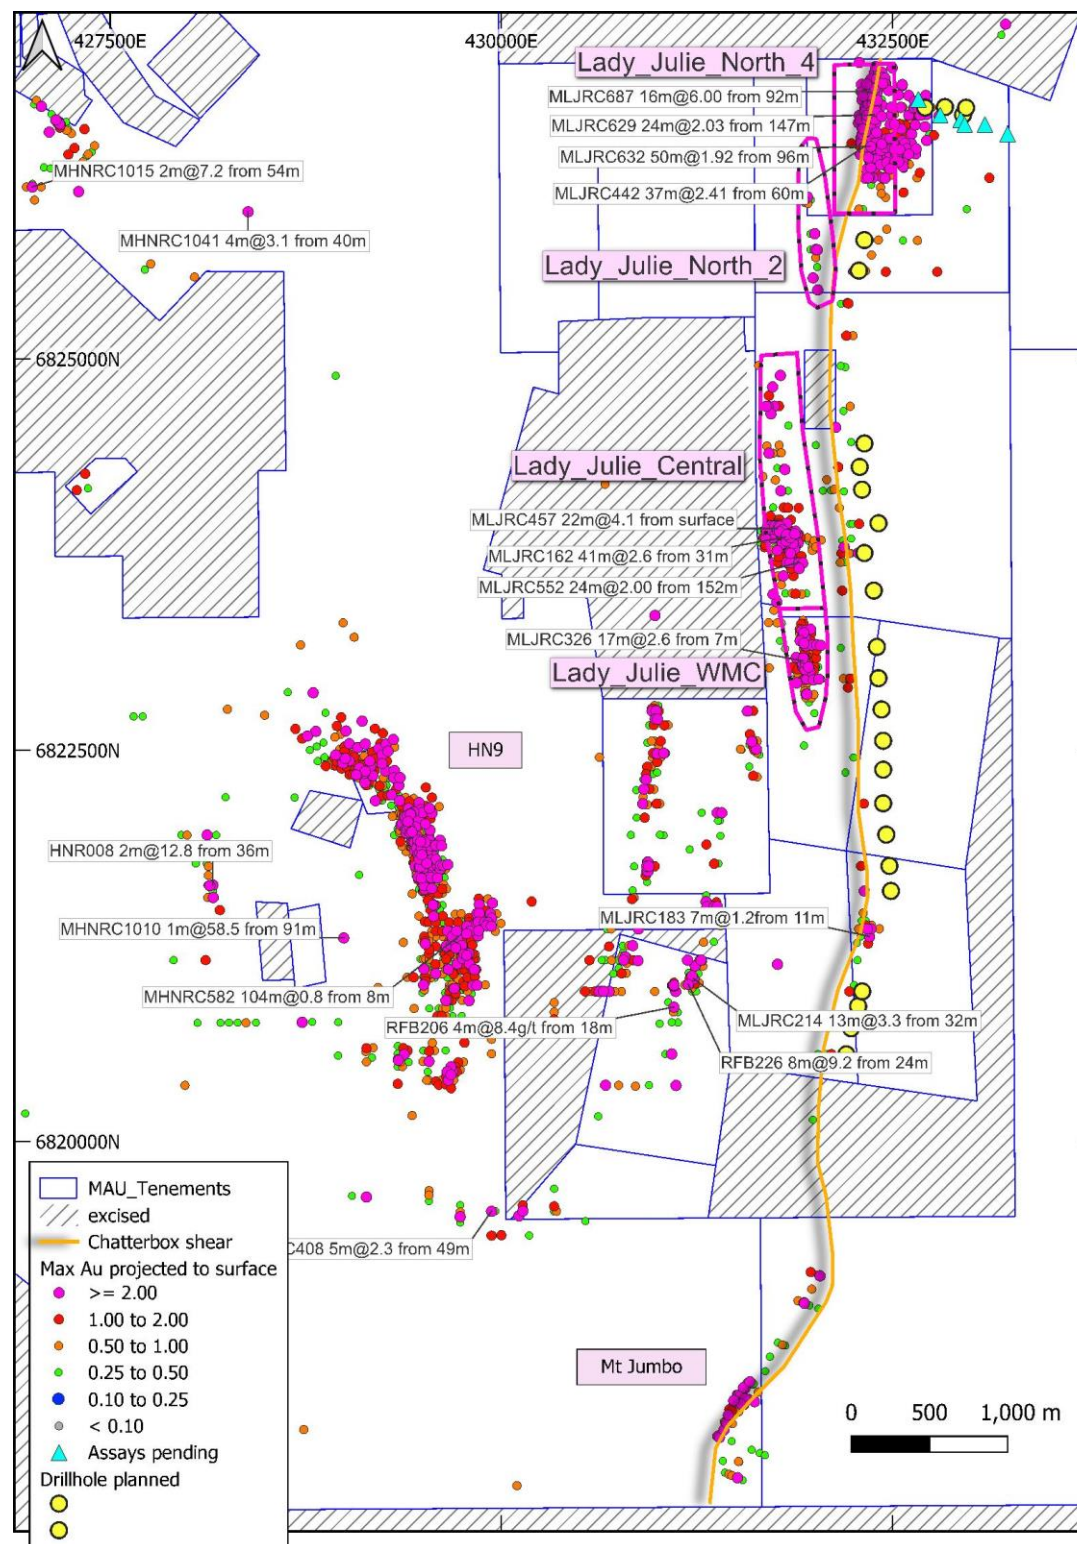 427500E
430000E
432500E
Lady_Julie_North_4
MLJRC687 16m@6.00 from 92m
MLJRC629 24m@2.03 from 147m
MLJRC632 50m@1.92 from 96m
MHNRC1015 2m@7.2 from 54m
MLJRC442 37m@2.41 from 60m
MHNRC1041 4m@3.1 from 40m
Lady_Julie_North_2
6825000N
Lady_Julie_Central
MLJRC457 22m@4.1 from surface
MLJRC162 41m@2.6 from 31m
MLJRC552 24m@2.00 from 152m
MLJRC326 17m@2.6 from 7m
Lady_Julie_WMC
6822500N
HN9
HNR008 2m@12.8 from 36m
MLJRC183 7m@1.2from 11m
MHNRC1010 1m@58.5 from 91m
MHNRC582 104m@0.8 from 8m
MLJRC214 13m@3.3 from 32m
RFB206 4m@8.4g/t from 18m
RFB226 8m@9.2 from 24m
6820000N
MAU_Tenements
excised
Chatterbox shear
C408 5m@2.3 from 49m
Max Au projected to surface
>= 2.00
1.00 to 2.00
0.50 to 1.00
0.25 to 0.50
0.10 to 0.25
< 0.10
Assays pending
Drillhole planned
Mt Jumbo
0 500 1,000 m